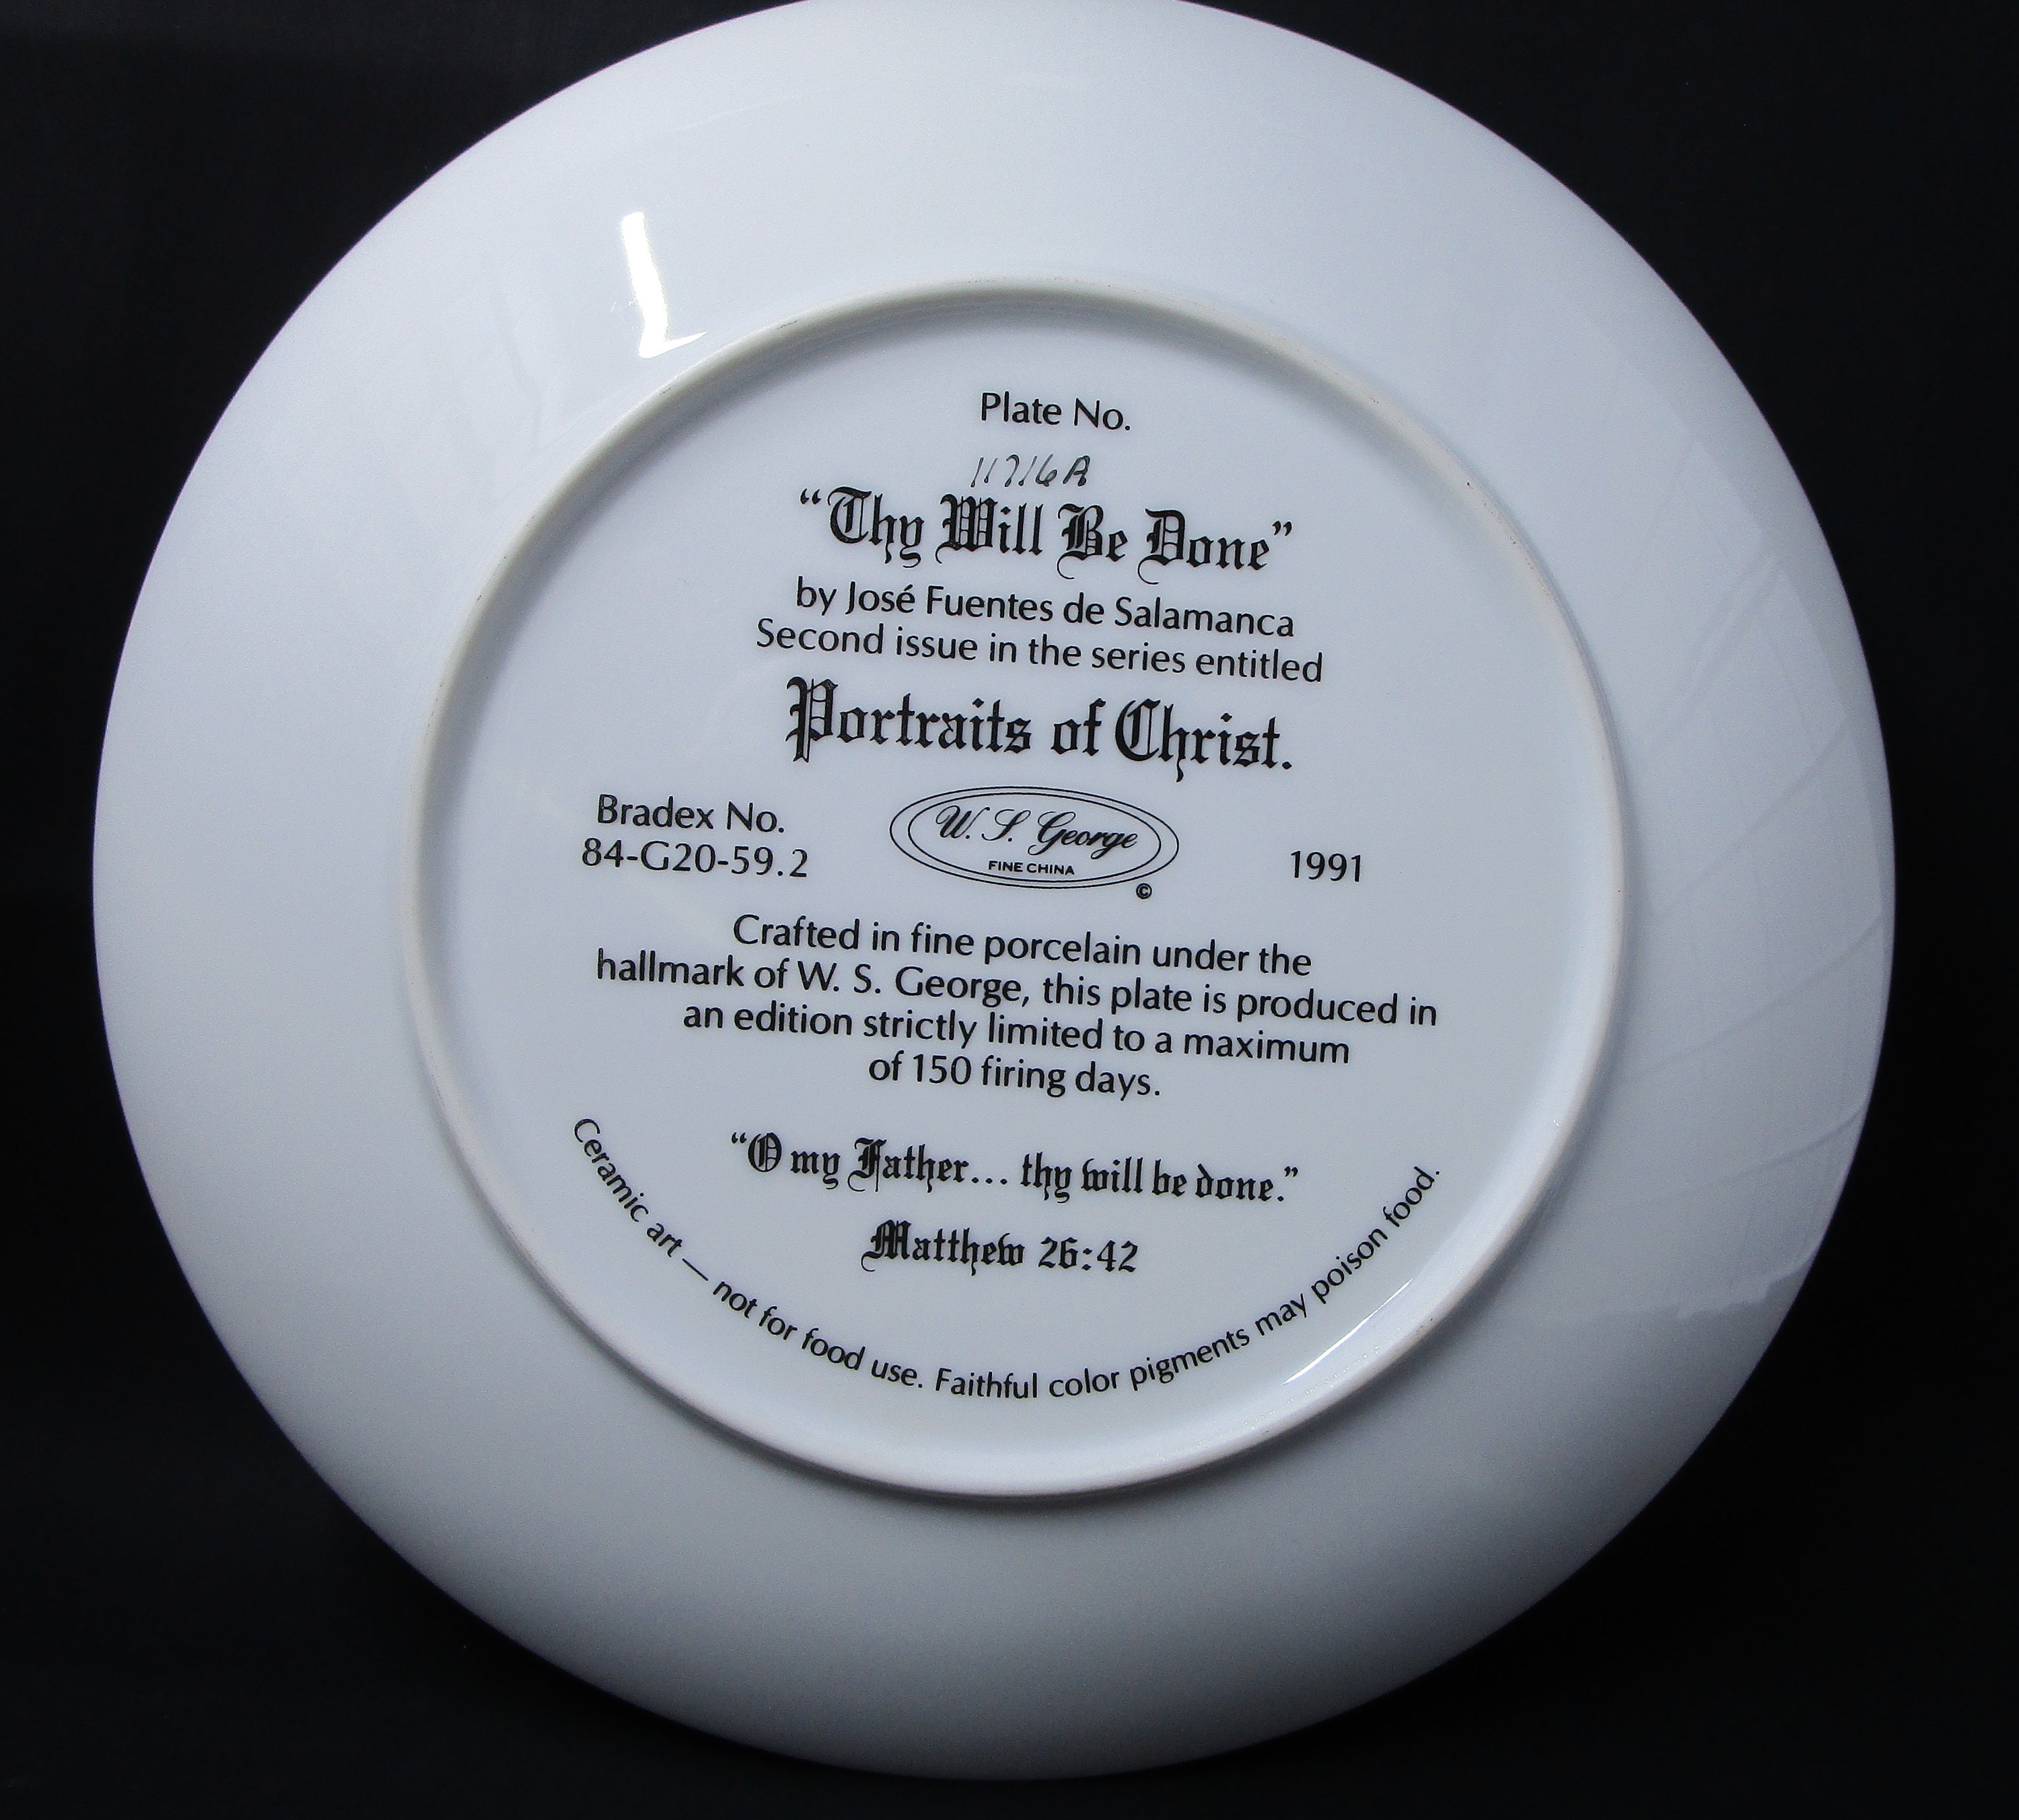 Plate No.
11716A
“Thy Will Be Done”
by José Fuentes de Salamanca
Second issue in the series entitled
Portraits of Christ.
Bradex No.
84-G20-59.2
W. S. George
FINE CHINA
©
1991
Crafted in fine porcelain under the
hallmark of W. S. George, this plate is produced in
an edition strictly limited to a maximum
of 150 firing days.
“O my Father... thy will be done.”
Matthew 26:42
Ceramic art — not for food use. Faithful color pigments may poison food.